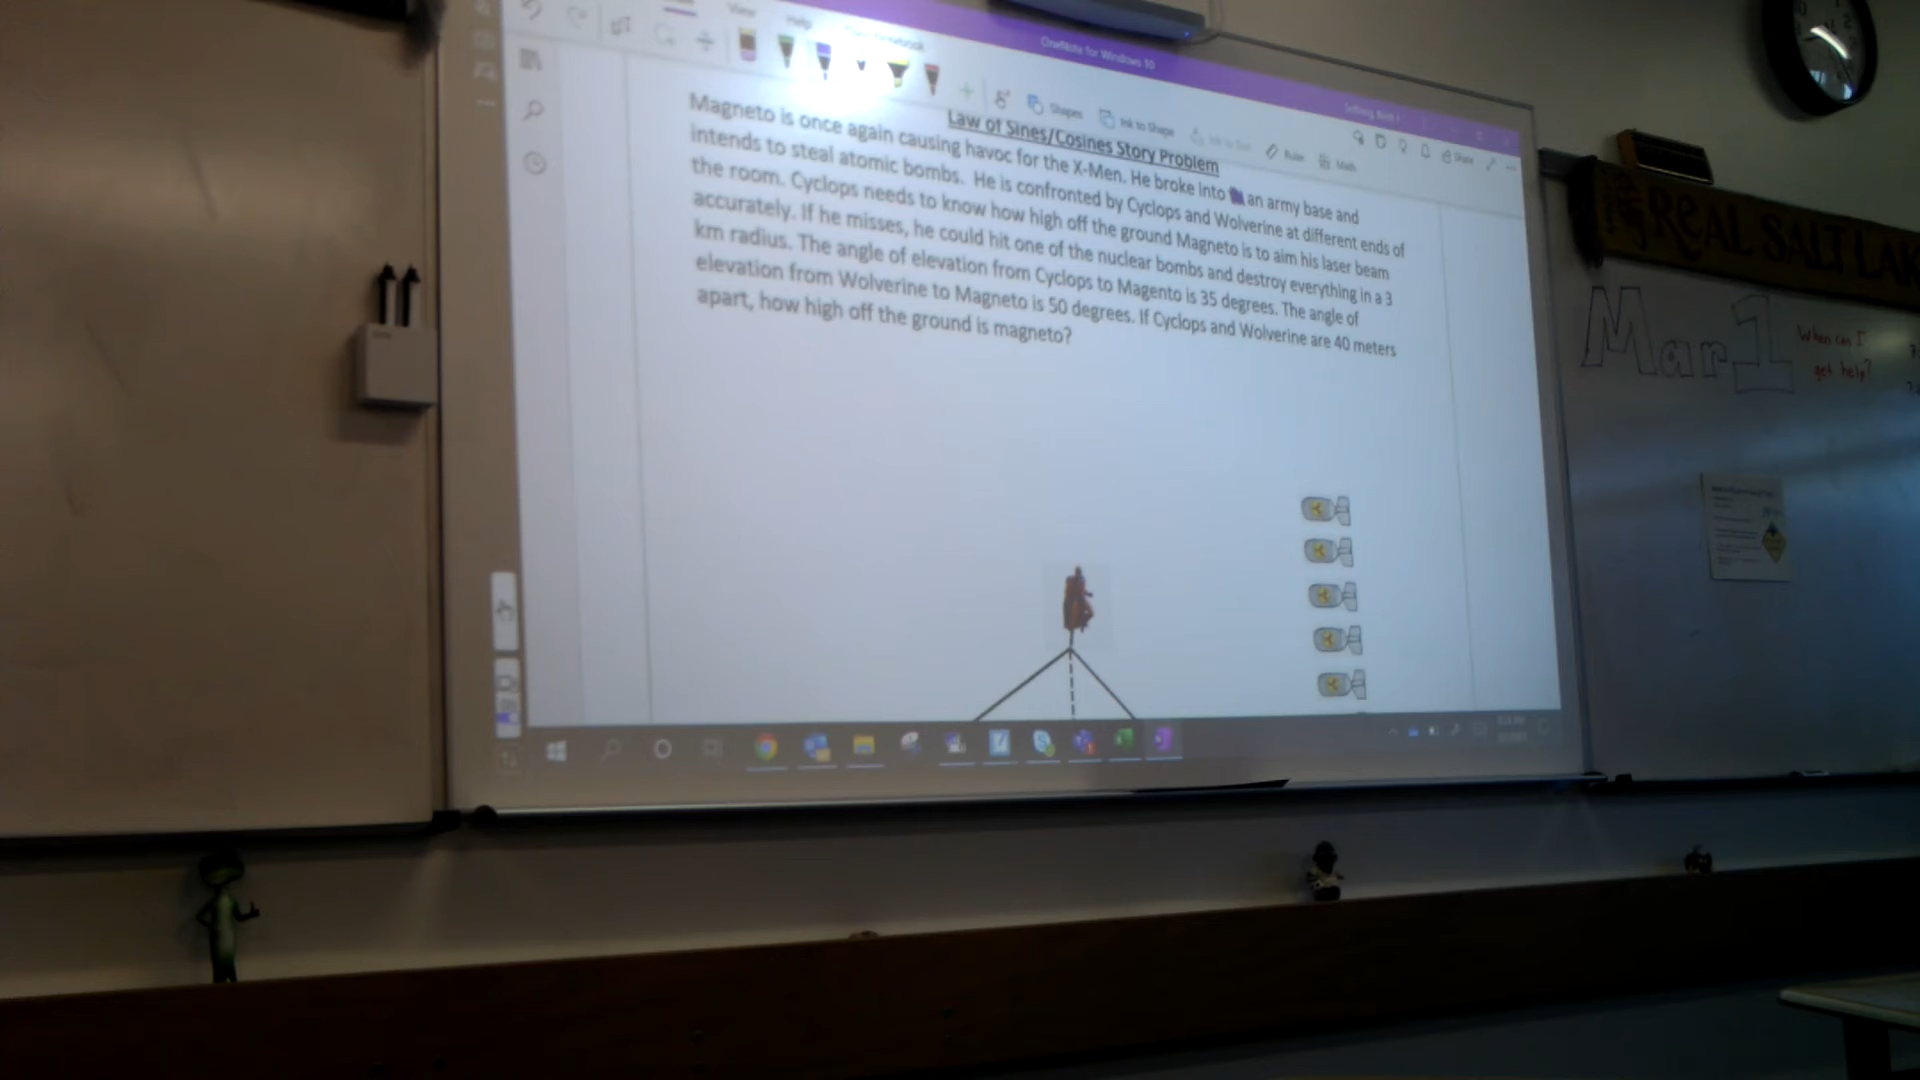 View
Help
OneNote for Windows 10
Shapes
Ink to Shape
Ruler
Math
Share
Law of Sines/Cosines Story Problem
Magneto is once again causing havoc for the X-Men. He broke into an army base and
intends to steal atomic bombs. He is confronted by Cyclops and Wolverine at different ends of
the room. Cyclops needs to know how high off the ground Magneto is to aim his laser beam
accurately. If he misses, he could hit one of the nuclear bombs and destroy everything in a 3
km radius. The angle of elevation from Cyclops to Magento is 35 degrees. The angle of
elevation from Wolverine to Magneto is 50 degrees. If Cyclops and Wolverine are 40 meters
apart, how high off the ground is magneto?
REAL SALT LAK
Mar 1
When can I
get help?